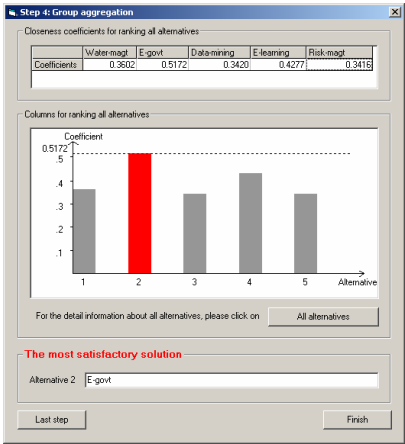 Step 4: Group aggregation
Closeness coefficients for ranking all alternatives
Water-magt E-govt Data-mining E-learning Risk-magt
Coefficients 0.3602 0.5172 0.3420 0.4277 0.3416
Columns for ranking all alternatives
Coefficient
0.5172
.5
.4
.3
.2
.1
1 2 3 4 5 Alternative
For the detail information about all alternatives, please click on All alternatives
The most satisfactory solution
Alternative 2 E-govt
Last step Finish